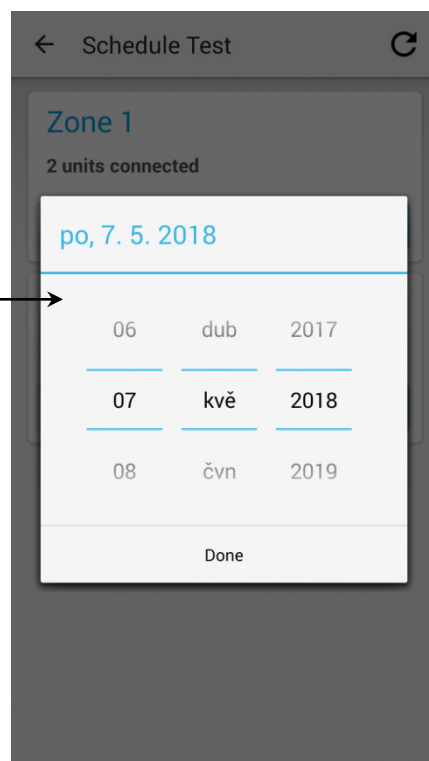 Schedule Test
Zone 1
2 units connected
po, 7. 5. 2018
06 dub 2017
07 kvě 2018
08 čvn 2019
Done